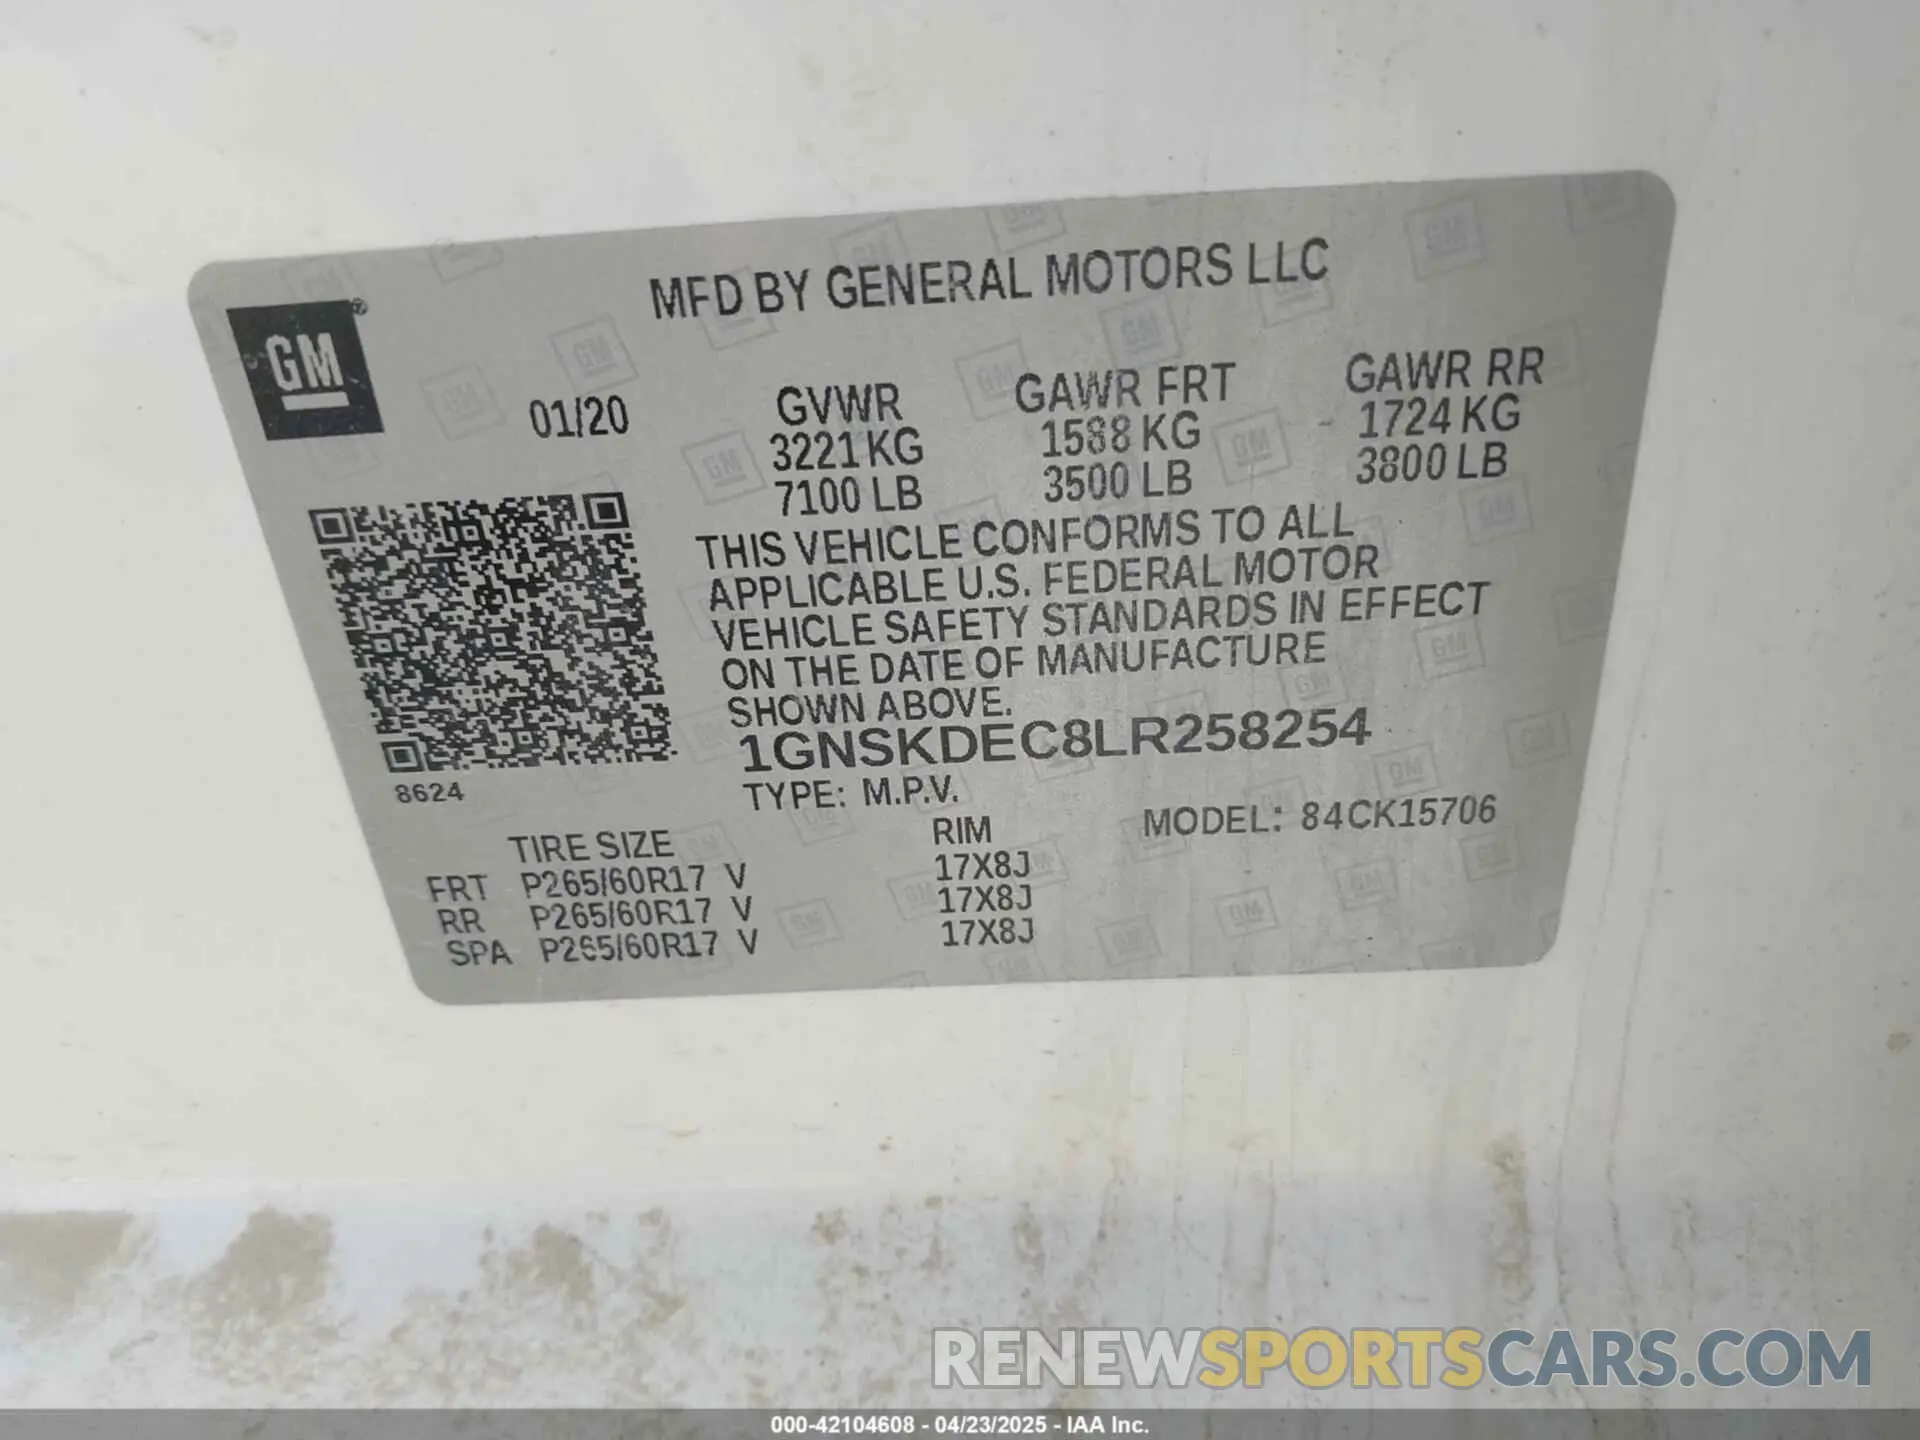 MFD BY GENERAL MOTORS LLC
GM®
01/20
GVWR
3221 KG
7100 LB
GAWR FRT
1588 KG
3500 LB
GAWR RR
1724 KG
3800 LB
THIS VEHICLE CONFORMS TO ALL
APPLICABLE U.S. FEDERAL MOTOR
VEHICLE SAFETY STANDARDS IN EFFECT
ON THE DATE OF MANUFACTURE
SHOWN ABOVE.
1GNSKDEC8LR258254
8624
TYPE: M.P.V.
MODEL: 84CK15706
TIRE SIZE RIM
FRT P265/60R17 V 17X8J
RR P265/60R17 V 17X8J
SPA P265/60R17 V 17X8J
RENEWSPORTSCARS.COM
000-42104608 - 04/23/2025 - IAA Inc.